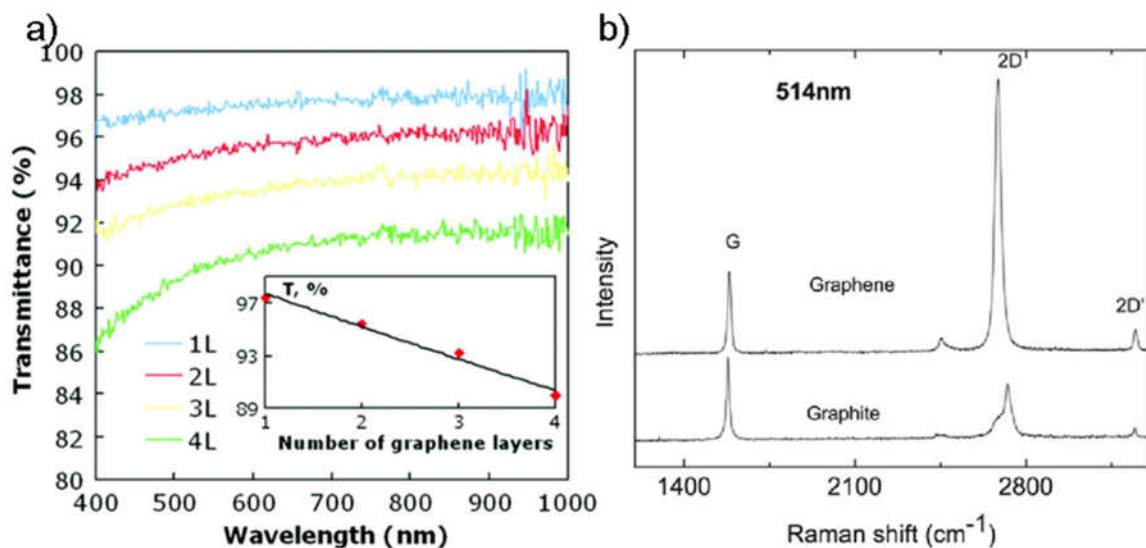 a)
100
98
96
94
92
90
88
86
84
82
80
Transmittance (%)
1L
2L
3L
4L
T, %
97
93
89
1 2 3 4
Number of graphene layers
400 500 600 700 800 900 1000
Wavelength (nm)
b)
514nm
2D
G
2D'
Graphene
Graphite
Intensity
1400 2100 2800
Raman shift (cm⁻¹)